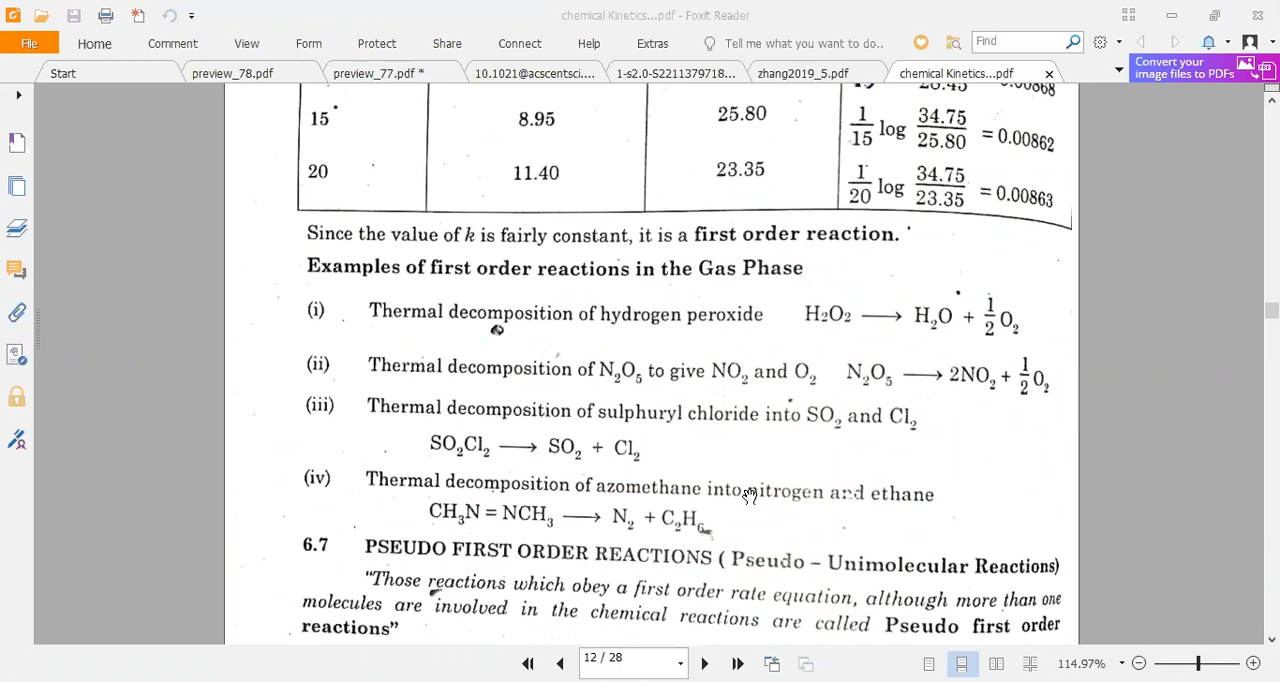 chemical Kinetics...pdf - Foxit Reader
File Home Comment View Form Protect Share Connect Help Extras Tell me what you want to do.. Find
Start preview_78.pdf preview_77.pdf * 10.1021@acscentsci.... 1-s2.0-S2211379718... zhang2019_5.pdf chemical Kinetics...pdf
Convert your
image files to PDFs
15 8.95 25.80 1/15 log 34.75/25.80 = 0.00862
20 11.40 23.35 1/20 log 34.75/23.35 = 0.00863
Since the value of k is fairly constant, it is a first order reaction.
Examples of first order reactions in the Gas Phase
(i) Thermal decomposition of hydrogen peroxide H2O2 ⟶ H₂O + 1/2 O₂
(ii) Thermal decomposition of N₂O₅ to give NO₂ and O₂ N₂O₅ ⟶ 2NO₂ + 1/2 O₂
(iii) Thermal decomposition of sulphuryl chloride into SO₂ and Cl₂
SO₂Cl₂ ⟶ SO₂ + Cl₂
(iv) Thermal decomposition of azomethane into nitrogen and ethane
CH₃N = NCH₃ ⟶ N₂ + C₂H₆
6.7 PSEUDO FIRST ORDER REACTIONS ( Pseudo – Unimolecular Reactions)
"Those reactions which obey a first order rate equation, although more than one
molecules are involved in the chemical reactions are called Pseudo first order
reactions"
12 / 28 114.97%